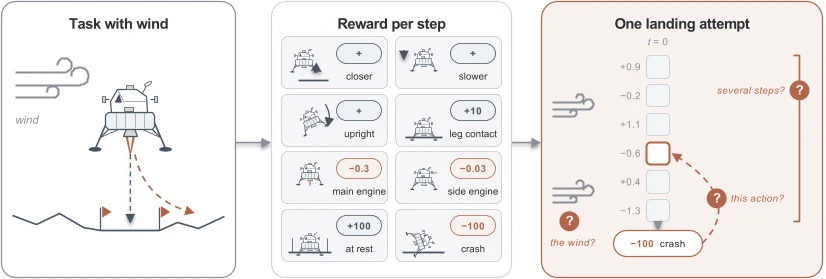 Task with wind
wind
Reward per step
+
closer
+
slower
+
upright
+10
leg contact
−0.3
main engine
−0.03
side engine
+100
at rest
−100
crash
One landing attempt
t = 0
+0.9
−0.2
+1.1
−0.6
+0.4
−1.3
several steps?
?
this action?
?
?
the wind?
−100 crash